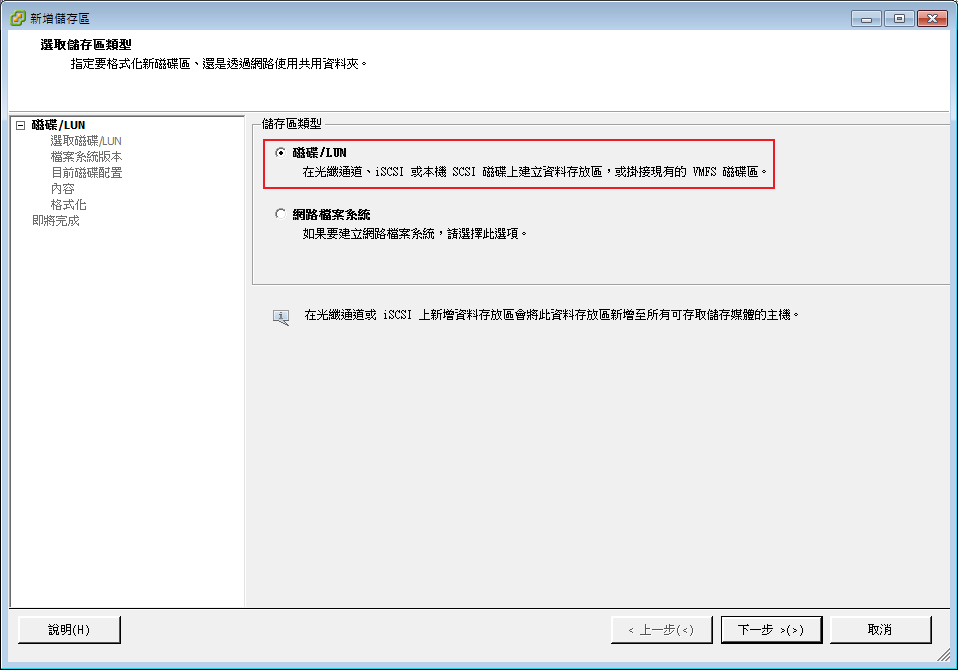 新增儲存區
選取儲存區類型
指定要格式化新磁碟區、還是透過網路使用共用資料夾。
磁碟/LUN
選取磁碟/LUN
檔案系統版本
目前磁碟配置
內容
格式化
即將完成
儲存區類型
磁碟/LUN
在光纖通道、iSCSI 或本機 SCSI 磁碟上建立資料存放區，或掛接現有的 VMFS 磁碟區。
網路檔案系統
如果要建立網路檔案系統，請選擇此選項。
在光纖通道或 iSCSI 上新增資料存放區會將此資料存放區新增至所有可存取儲存媒體的主機。
說明(H)
< 上一步(<)
下一步 >(>)
取消